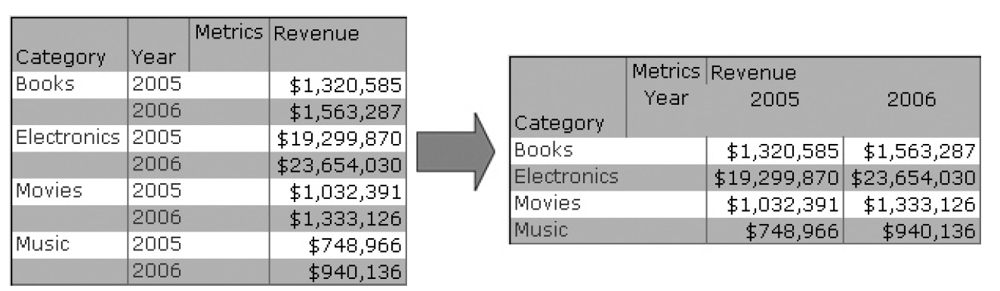 Metrics Revenue
Category Year
Books 2005 $1,320,585
2006 $1,563,287
Electronics 2005 $19,299,870
2006 $23,654,030
Movies 2005 $1,032,391
2006 $1,333,126
Music 2005 $748,966
2006 $940,136
Metrics Revenue
Year 2005 2006
Category
Books $1,320,585 $1,563,287
Electronics $19,299,870 $23,654,030
Movies $1,032,391 $1,333,126
Music $748,966 $940,136